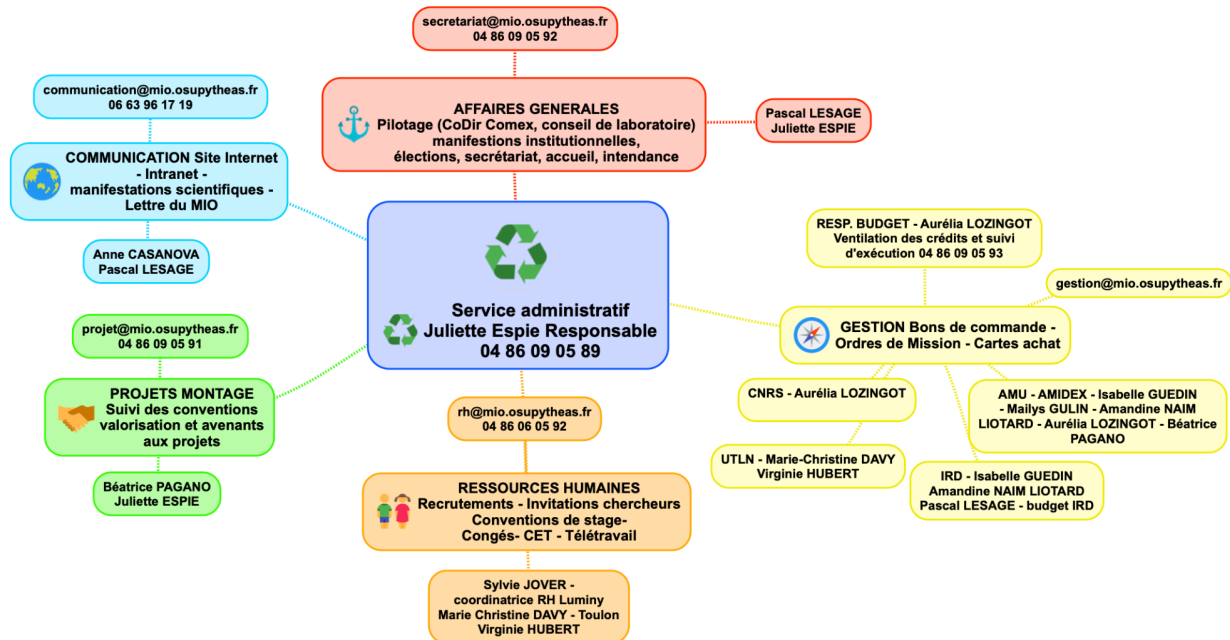 secretariat@mio.osupytheas.fr
04 86 09 05 92
AFFAIRES GENERALES
Pilotage (CoDir Comex, conseil de laboratoire)
manifestions institutionnelles,
élections, secrétariat, accueil, intendance
Pascal LESAGE
Juliette ESPIE
communication@mio.osupytheas.fr
06 63 96 17 19
COMMUNICATION Site Internet
- Intranet -
manifestations scientifiques -
Lettre du MIO
Anne CASANOVA
Pascal LESAGE
Service administratif
Juliette Espie Responsable
04 86 09 05 89
RESP. BUDGET - Aurélia LOZINGOT
Ventilation des crédits et suivi
d'exécution 04 86 09 05 93
gestion@mio.osupytheas.fr
GESTION Bons de commande -
Ordres de Mission - Cartes achat
CNRS - Aurélia LOZINGOT
AMU - AMIDEX - Isabelle GUEDIN
- Mailys GULIN - Amandine NAIM
LIOTARD - Aurélia LOZINGOT - Béatrice
PAGANO
UTLN - Marie-Christine DAVY
Virginie HUBERT
IRD - Isabelle GUEDIN
Amandine NAIM LIOTARD
Pascal LESAGE - budget IRD
projet@mio.osupytheas.fr
04 86 09 05 91
PROJETS MONTAGE
Suivi des conventions
valorisation et avenants
aux projets
Béatrice PAGANO
Juliette ESPIE
rh@mio.osupytheas.fr
04 86 06 05 92
RESSOURCES HUMAINES
Recrutements - Invitations chercheurs
Conventions de stage-
Congés- CET - Télétravail
Sylvie JOVER -
coordinatrice RH Luminy
Marie Christine DAVY - Toulon
Virginie HUBERT